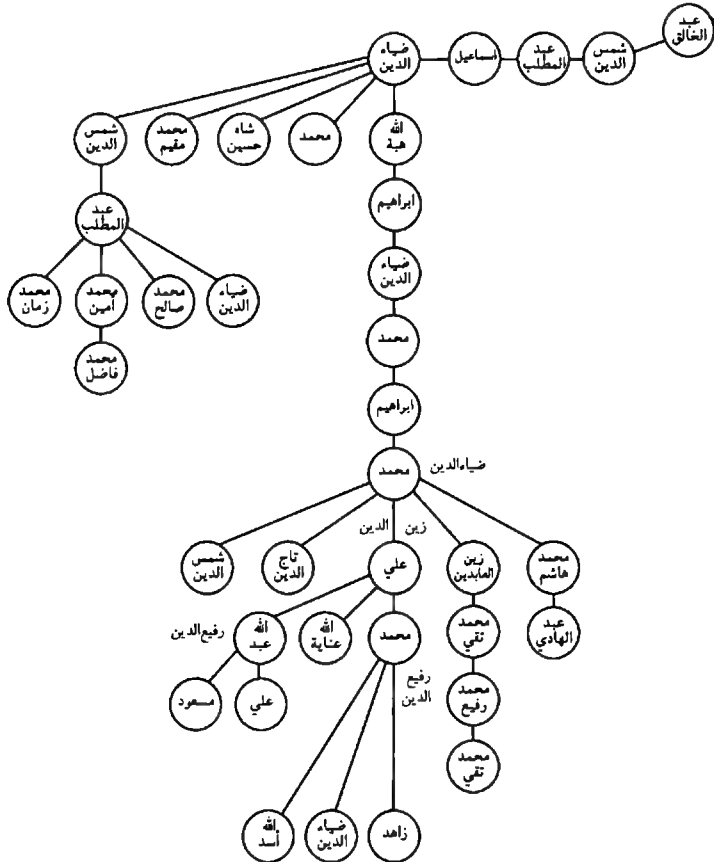 عبد
الخالق
شمس
الدين
عبد
المطلب
اسماعيل
ضياء
الدين
الله
هبة
محمد
شاه
حسين
محمد
مقيم
شمس
الدين
ابراهيم
عبد
المطلب
ضياء
الدين
ضياء
الدين
محمد
صالح
محمد
أمين
محمد
زمان
محمد
محمد
فاضل
ابراهيم
محمد
ضياءالدين
زين
الدين
محمد
هاشم
زين
العابدين
علي
تاج
الدين
شمس
الدين
عبد
الهادي
محمد
تقي
محمد
الله
عناية
الله
عبد
رفيع الدين
رفيع
الدين
محمد
رفيع
علي
مسعود
محمد
تقي
زاهد
ضياء
الدين
الله
أسد